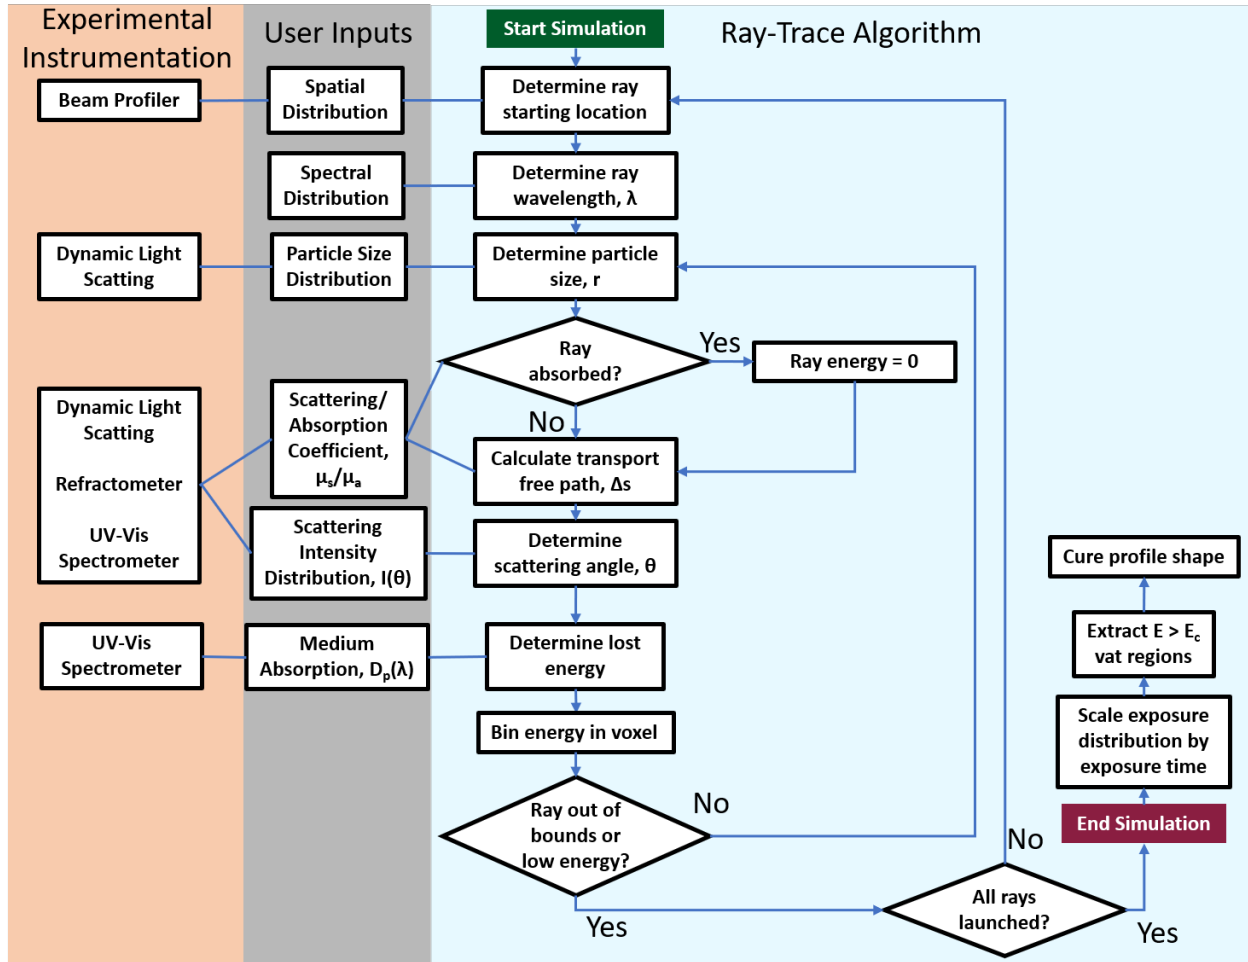 Experimental
Instrumentation
User Inputs
Ray-Trace Algorithm
Start Simulation
Beam Profiler
Spatial
Distribution
Determine ray
starting location
Spectral
Distribution
Determine ray
wavelength, λ
Dynamic Light
Scatting
Particle Size
Distribution
Determine particle
size, r
Ray
absorbed?
Yes
Ray energy = 0
No
Dynamic Light
Scatting
Refractometer
UV-Vis
Spectrometer
Scattering/
Absorption
Coefficient,
μs/μa
Calculate transport
free path, Δs
Scattering
Intensity
Distribution, I(θ)
Determine
scattering angle, θ
UV-Vis
Spectrometer
Medium
Absorption, Dp(λ)
Determine lost
energy
Bin energy in voxel
Ray out of
bounds or
low energy?
No
Yes
All rays
launched?
No
Yes
End Simulation
Scale exposure
distribution by
exposure time
Extract E > Ec
vat regions
Cure profile shape